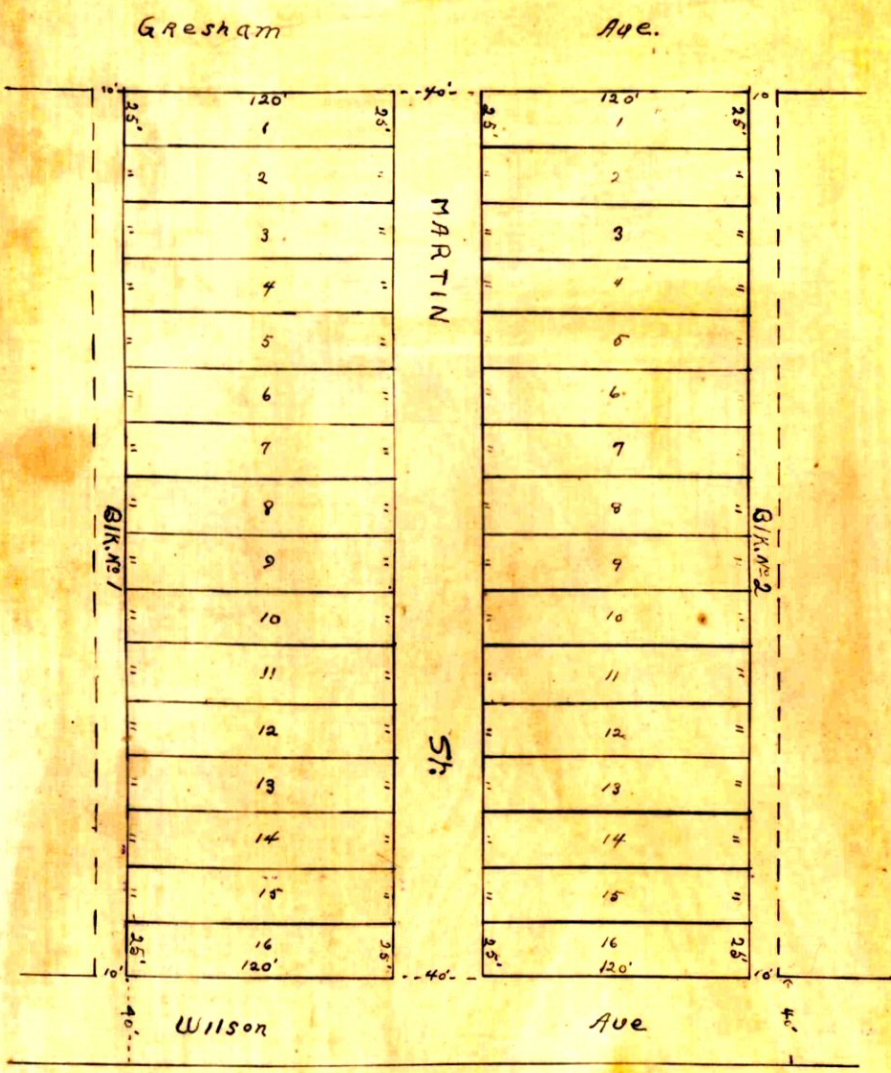 Gresham Ave.
10' 120' 40' 120' 10'
25' 25' 25' 25'
1 1
" 2 " " 2 "
" 3 " " 3 "
" 4 " " 4 "
" 5 " " 5 "
" 6 " " 6 "
" 7 " " 7
" 8 " " 8 "
" 9 " " 9 "
" 10 " " 10 "
" 11 " " 11 "
" 12 " " 12 "
" 13 " " 13 "
" 14 " " 14 "
" 15 " " 15 "
25' 16 25' 25' 16 25'
10' 120' 40' 120' 10'
MARTIN St.
Blk. No 1
Blk. No 2
40' Wilson Ave 40'